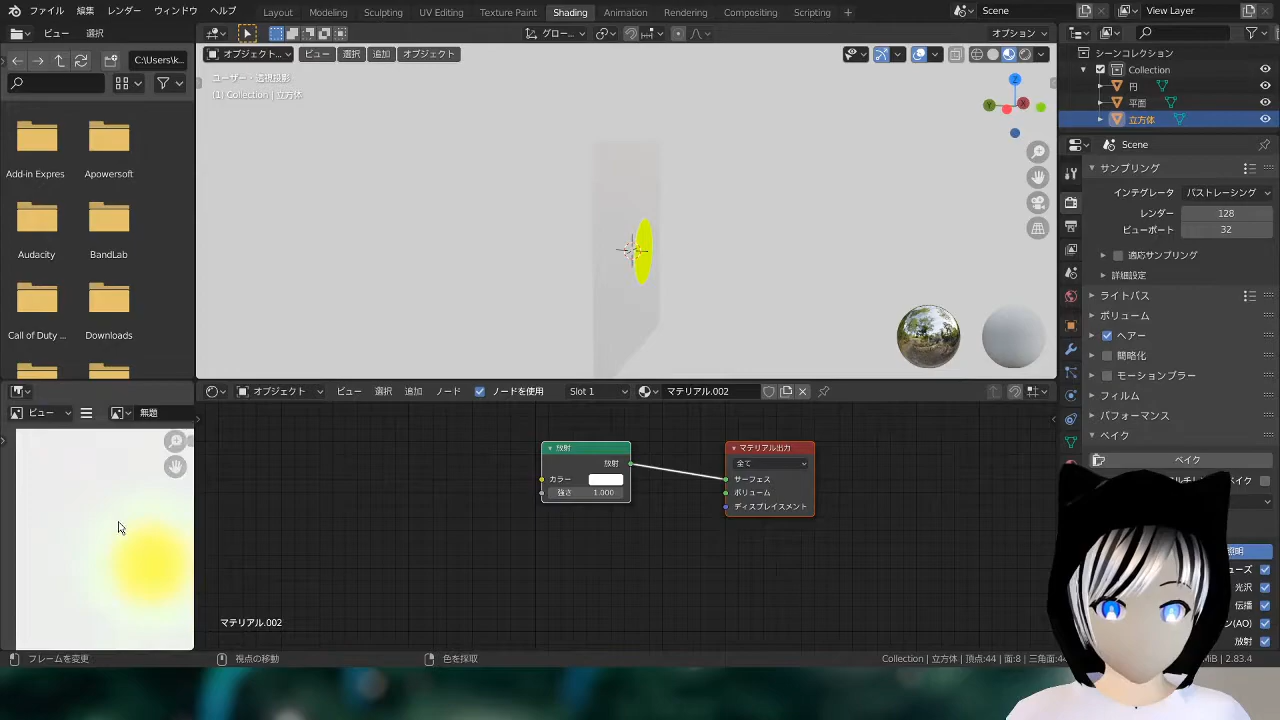 ファイル 編集 レンダー ウィンドウ ヘルプ Layout Modeling Sculpting UV Editing Texture Paint Shading Animation Rendering Compositing Scripting + Scene View Layer
ビュー 選択
グロー... オプション
C:\Users\k...
オブジェクト... ビュー 選択 追加 オブジェクト
ユーザー・透視投影
(1) Collection | 立方体
Add-in Expres
Apowersoft
Audacity
BandLab
Call of Duty ...
Downloads
シーンコレクション
Collection
円
平面
立方体
Scene
サンプリング
インテグレータ パストレーシング
レンダー 128
ビューポート 32
適応サンプリング
詳細設定
ライトパス
ボリューム
ヘアー
簡略化
モーションブラー
フィルム
パフォーマンス
ベイク
ベイク
光沢
伝播
(AO)
放射
ビュー 無題
オブジェクト ビュー 選択 追加 ノード ノードを使用 Slot 1 マテリアル.002
放射
放射
カラー
強さ 1.000
マテリアル出力
全て
サーフェス
ボリューム
ディスプレイスメント
マテリアル.002
フレームを変更 視点の移動 色を採取 Collection | 立方体 | 頂点:44 | 面:8 | 三角面:44 MiB | 2.83.4